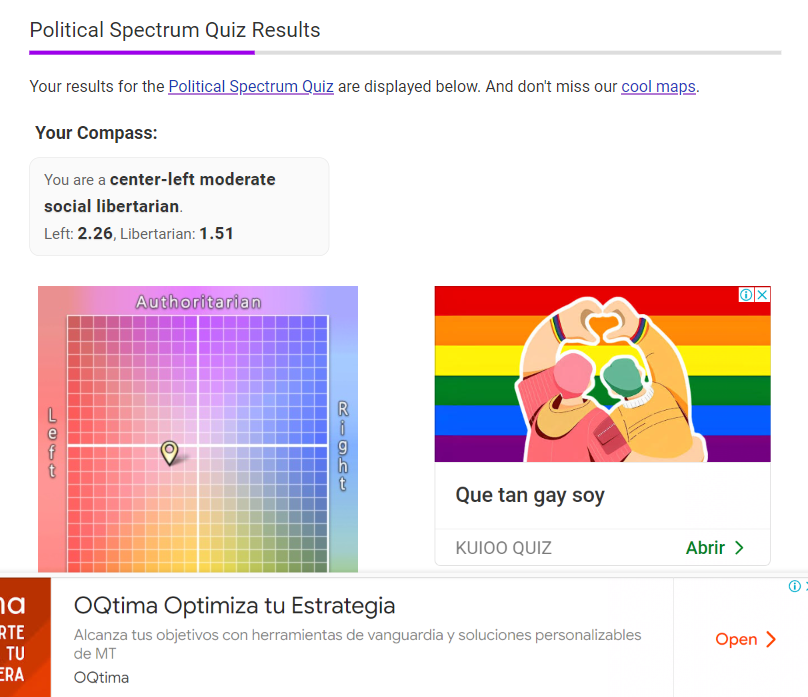 Political Spectrum Quiz Results
Your results for the Political Spectrum Quiz are displayed below. And don't miss our cool maps.
Your Compass:
You are a center-left moderate
social libertarian.
Left: 2.26, Libertarian: 1.51
Authoritarian
Left
Right
Que tan gay soy
KUIOO QUIZ
Abrir
na
RTE
TU
ERA
OQtima Optimiza tu Estrategia
Alcanza tus objetivos con herramientas de vanguardia y soluciones personalizables
de MT
OQtima
Open